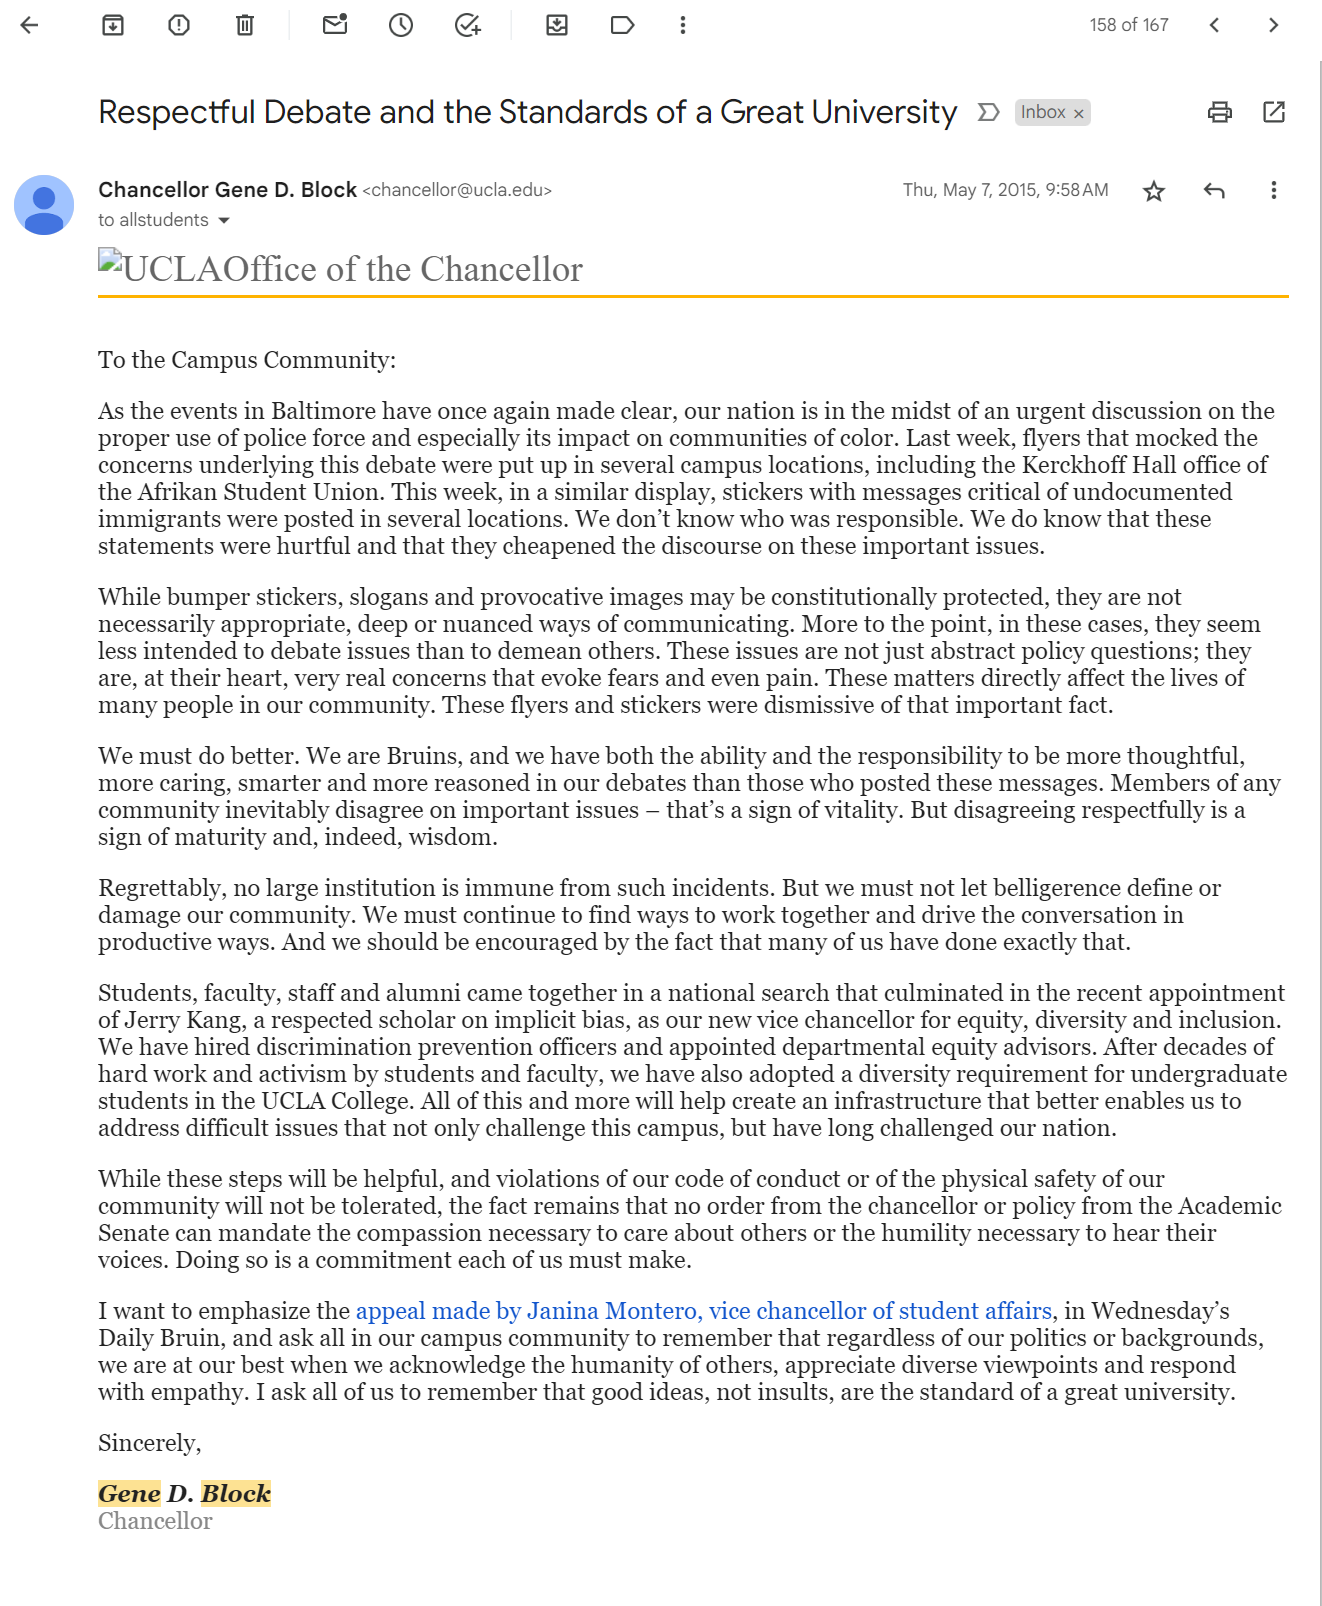 158 of 167
Respectful Debate and the Standards of a Great University Inbox ×
Chancellor Gene D. Block <chancellor@ucla.edu> Thu, May 7, 2015, 9:58 AM
to allstudents
UCLAOffice of the Chancellor
To the Campus Community:
As the events in Baltimore have once again made clear, our nation is in the midst of an urgent discussion on the
proper use of police force and especially its impact on communities of color. Last week, flyers that mocked the
concerns underlying this debate were put up in several campus locations, including the Kerckhoff Hall office of
the Afrikan Student Union. This week, in a similar display, stickers with messages critical of undocumented
immigrants were posted in several locations. We don’t know who was responsible. We do know that these
statements were hurtful and that they cheapened the discourse on these important issues.
While bumper stickers, slogans and provocative images may be constitutionally protected, they are not
necessarily appropriate, deep or nuanced ways of communicating. More to the point, in these cases, they seem
less intended to debate issues than to demean others. These issues are not just abstract policy questions; they
are, at their heart, very real concerns that evoke fears and even pain. These matters directly affect the lives of
many people in our community. These flyers and stickers were dismissive of that important fact.
We must do better. We are Bruins, and we have both the ability and the responsibility to be more thoughtful,
more caring, smarter and more reasoned in our debates than those who posted these messages. Members of any
community inevitably disagree on important issues – that’s a sign of vitality. But disagreeing respectfully is a
sign of maturity and, indeed, wisdom.
Regrettably, no large institution is immune from such incidents. But we must not let belligerence define or
damage our community. We must continue to find ways to work together and drive the conversation in
productive ways. And we should be encouraged by the fact that many of us have done exactly that.
Students, faculty, staff and alumni came together in a national search that culminated in the recent appointment
of Jerry Kang, a respected scholar on implicit bias, as our new vice chancellor for equity, diversity and inclusion.
We have hired discrimination prevention officers and appointed departmental equity advisors. After decades of
hard work and activism by students and faculty, we have also adopted a diversity requirement for undergraduate
students in the UCLA College. All of this and more will help create an infrastructure that better enables us to
address difficult issues that not only challenge this campus, but have long challenged our nation.
While these steps will be helpful, and violations of our code of conduct or of the physical safety of our
community will not be tolerated, the fact remains that no order from the chancellor or policy from the Academic
Senate can mandate the compassion necessary to care about others or the humility necessary to hear their
voices. Doing so is a commitment each of us must make.
I want to emphasize the appeal made by Janina Montero, vice chancellor of student affairs, in Wednesday’s
Daily Bruin, and ask all in our campus community to remember that regardless of our politics or backgrounds,
we are at our best when we acknowledge the humanity of others, appreciate diverse viewpoints and respond
with empathy. I ask all of us to remember that good ideas, not insults, are the standard of a great university.
Sincerely,
Gene D. Block
Chancellor